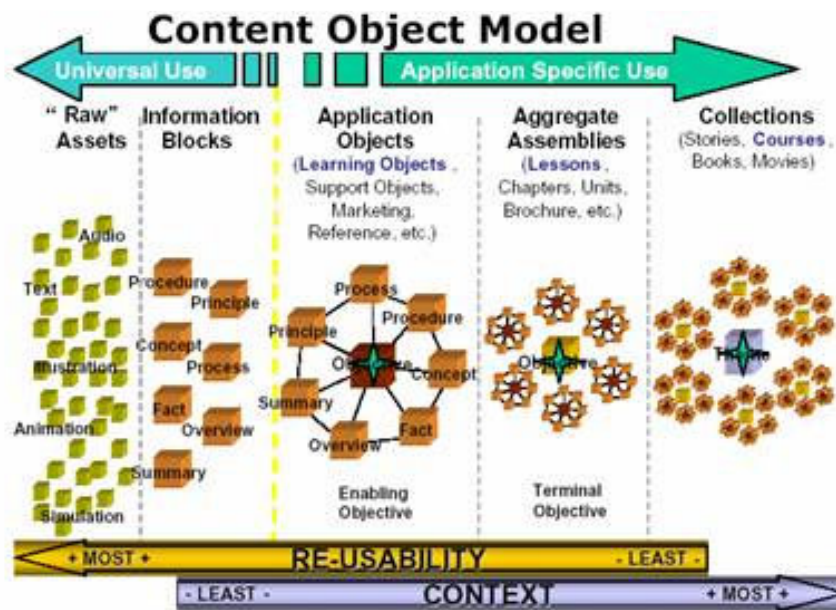 Content Object Model
Universal Use
Application Specific Use
" Raw"
Assets
Information
Blocks
Application
Objects
(Learning Objects ,
Support Objects,
Marketing,
Reference, etc.)
Aggregate
Assemblies
(Lessons,
Chapters, Units,
Brochure, etc.)
Collections
(Stories, Courses,
Books, Movies)
Audio
Text
Illustration
Animation
Simulation
Procedure
Principle
Concept
Process
Fact
Overview
Summary
Process
Procedure
Principle
Objective
Concept
Summary
Overview
Fact
Enabling
Objective
Objective
Terminal
Objective
+ MOST +
RE-USABILITY
- LEAST -
- LEAST -
CONTEXT
+ MOST +